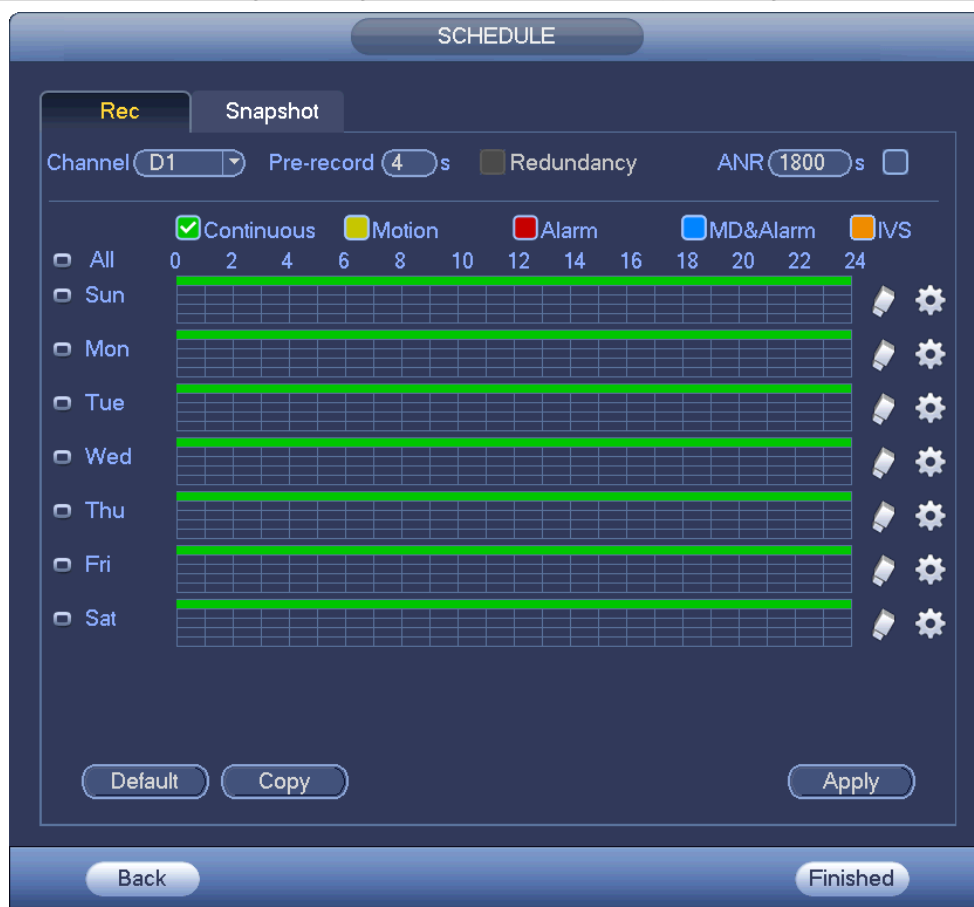 SCHEDULE
Rec Snapshot
Channel D1 Pre-record 4 s Redundancy ANR 1800 s
Continuous Motion Alarm MD&Alarm IVS
All 0 2 4 6 8 10 12 14 16 18 20 22 24
Sun
Mon
Tue
Wed
Thu
Fri
Sat
Default Copy Apply
Back Finished